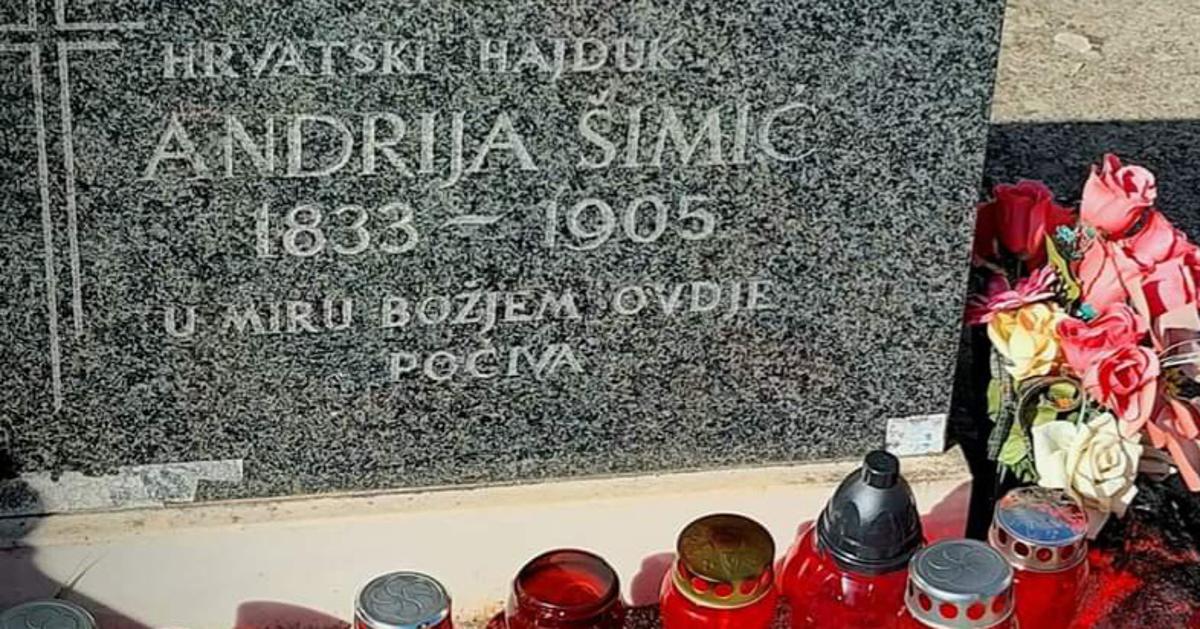 HRVATSKI HAJDUK
ANDRIJA ŠIMIĆ
1833 - 1905
U MIRU BOŽJEM OVDJE
POČIVA